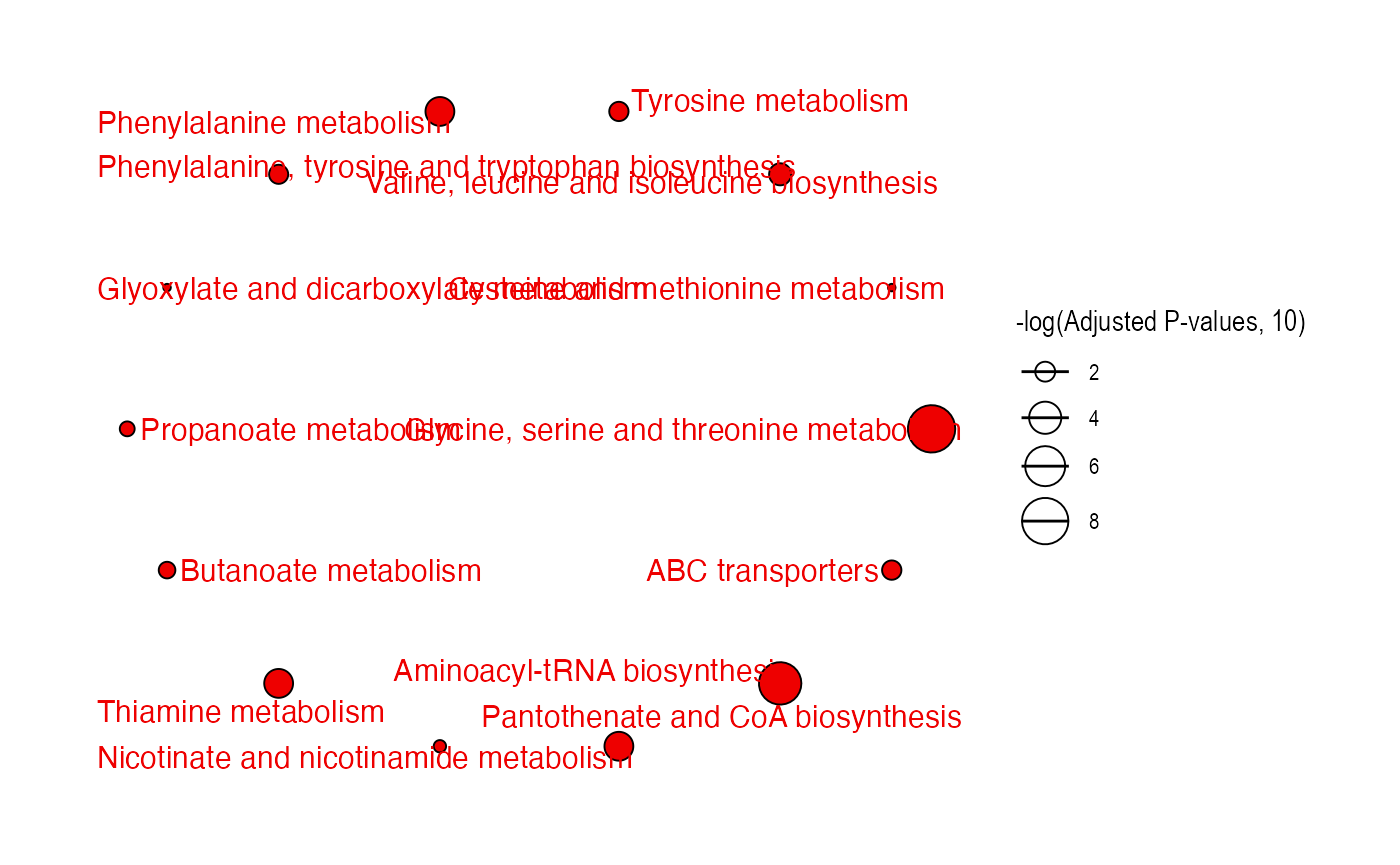 Tyrosine metabolism
Phenylalanine metabolism
Phenylalanine, tyrosine and tryptophan biosynthesis
Valine, leucine and isoleucine biosynthesis
Glyoxylate and dicarboxylate metabolism
Cysteine and methionine metabolism
-log(Adjusted P-values, 10)
2
4
6
8
Propanoate metabolism
Glycine, serine and threonine metabolism
Butanoate metabolism
ABC transporters
Aminoacyl-tRNA biosynthesis
Thiamine metabolism
Pantothenate and CoA biosynthesis
Nicotinate and nicotinamide metabolism